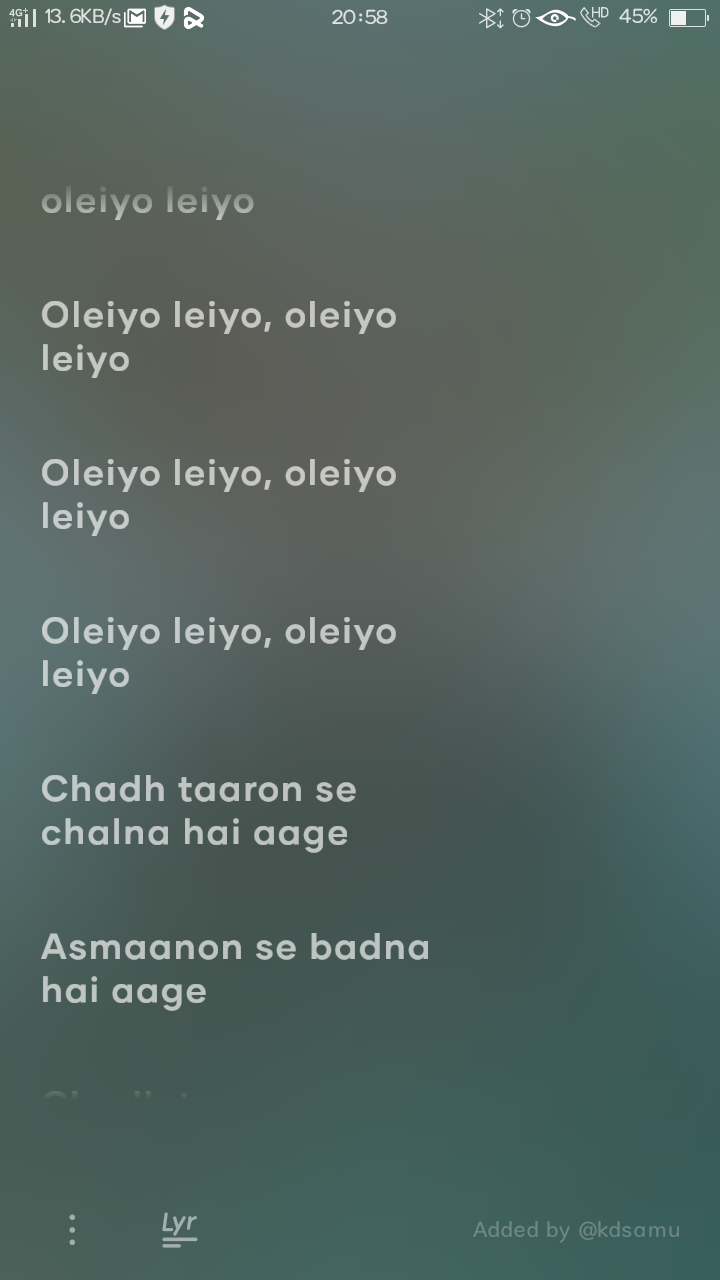 4G+ 13.6KB/s 20:58 HD 45%
oleiyo leiyo
Oleiyo leiyo, oleiyo
leiyo
Oleiyo leiyo, oleiyo
leiyo
Oleiyo leiyo, oleiyo
leiyo
Chadh taaron se
chalna hai aage
Asmaanon se badna
hai aage
Lyr Added by @kdsamu